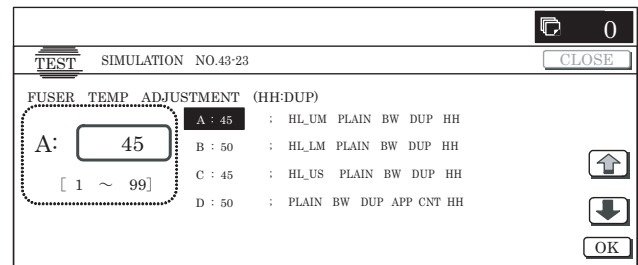 0
TEST SIMULATION NO.43-23 CLOSE
FUSER TEMP ADJUSTMENT (HH:DUP)
A: 45
[ 1 ~ 99]
A : 45 ; HL_UM PLAIN BW DUP HH
B : 50 ; HL_LM PLAIN BW DUP HH
C : 45 ; HL_US PLAIN BW DUP HH
D : 50 ; PLAIN BW DUP APP CNT HH
OK